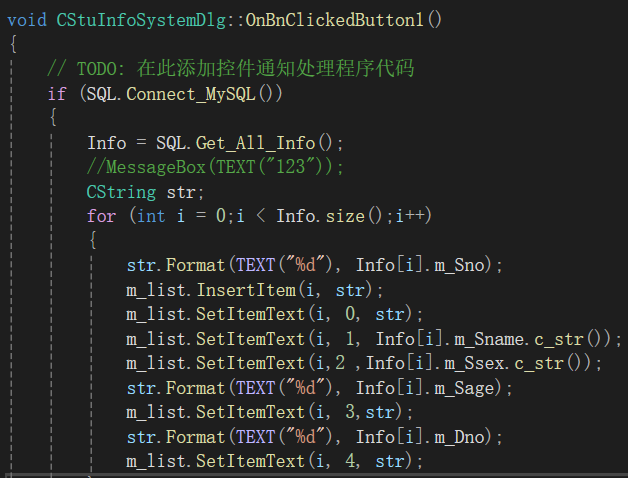 void CStuInfoSystemDlg::OnBnClickedButton1()
{
// TODO: 在此添加控件通知处理程序代码
if (SQL.Connect_MySQL())
{
Info = SQL.Get_All_Info();
//MessageBox(TEXT("123"));
CString str;
for (int i = 0;i < Info.size();i++)
{
str.Format(TEXT("%d"), Info[i].m_Sno);
m_list.InsertItem(i, str);
m_list.SetItemText(i, 0, str);
m_list.SetItemText(i, 1, Info[i].m_Sname.c_str());
m_list.SetItemText(i,2 ,Info[i].m_Ssex.c_str());
str.Format(TEXT("%d"), Info[i].m_Sage);
m_list.SetItemText(i, 3,str);
str.Format(TEXT("%d"), Info[i].m_Dno);
m_list.SetItemText(i, 4, str);